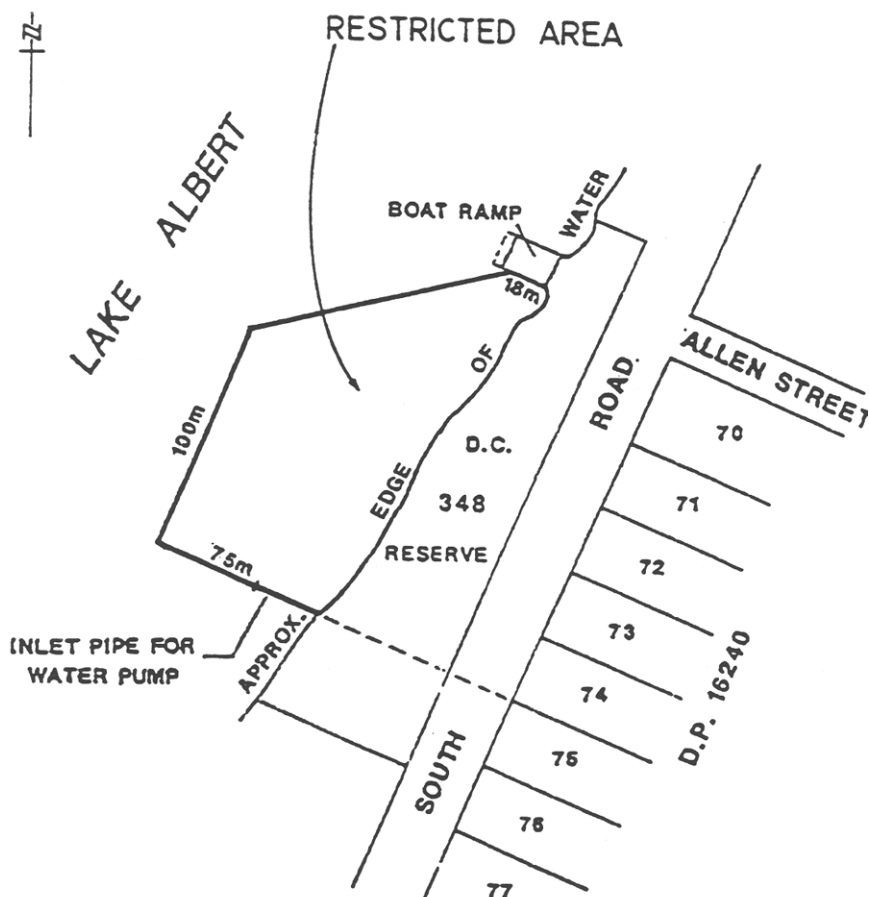 N
RESTRICTED AREA
LAKE ALBERT
BOAT RAMP
18m
APPROX. EDGE OF WATER
100m
75m
INLET PIPE FOR
WATER PUMP
D.C.
348
RESERVE
SOUTH ROAD.
ALLEN STREET
70
71
72
73
74
75
76
77
D.P. 16240